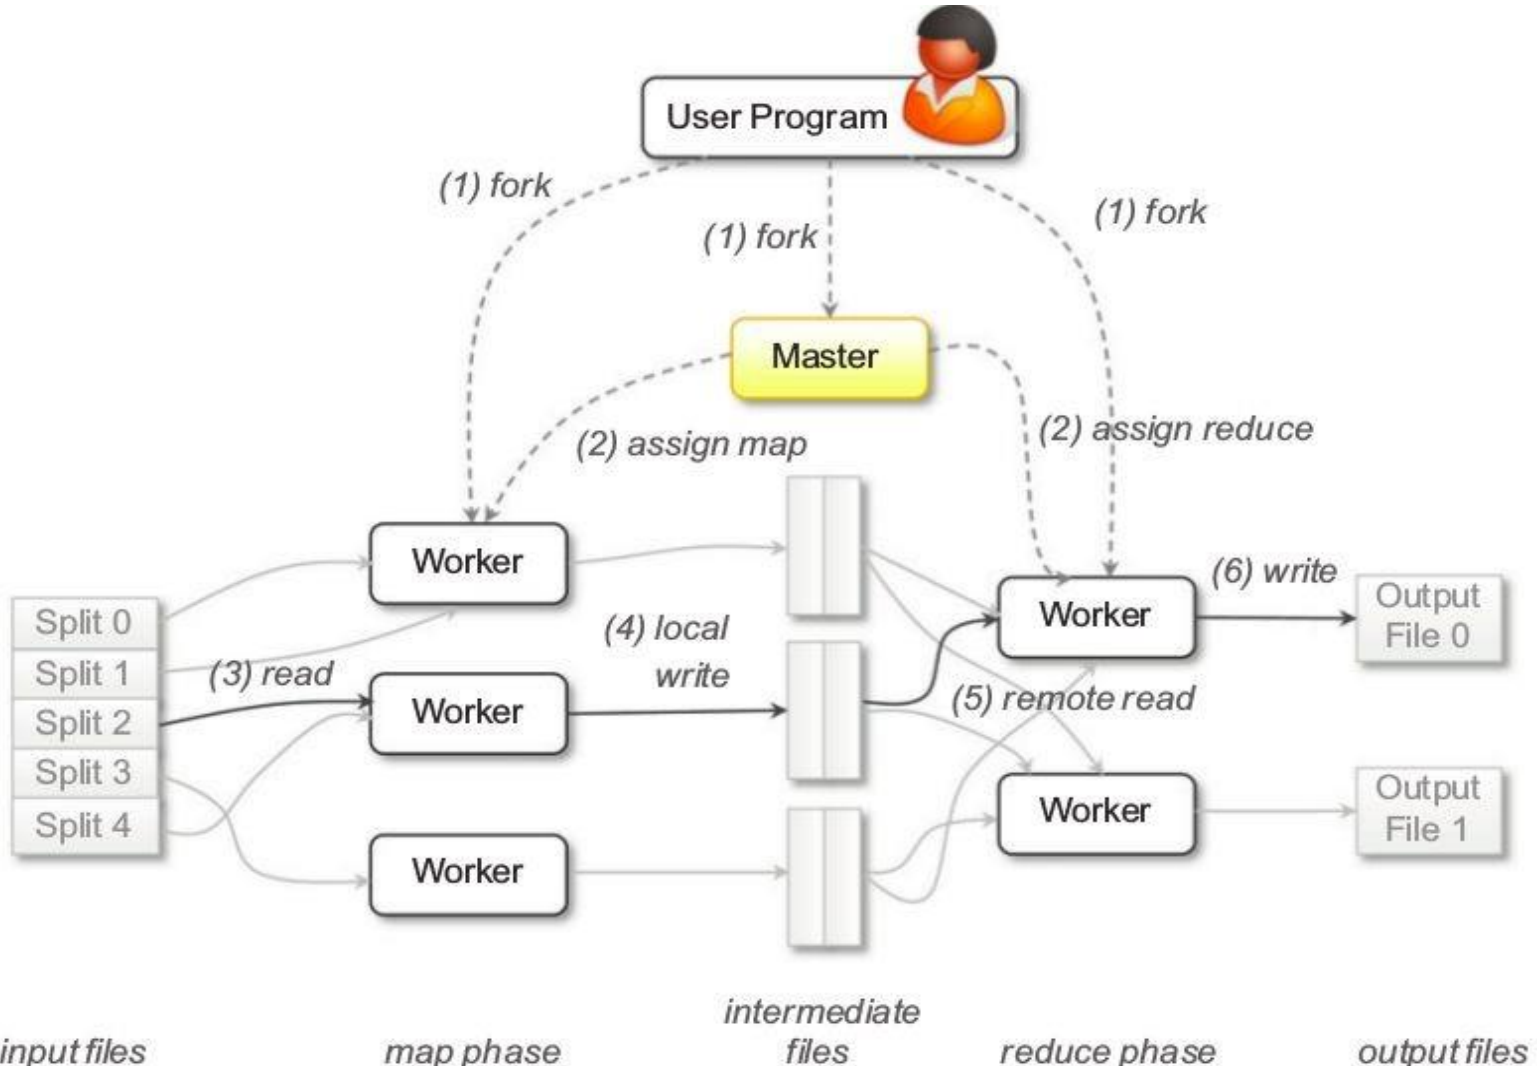 User Program
(1) fork
(1) fork
(1) fork
Master
(2) assign map
(2) assign reduce
Worker
Worker
Worker
Split 0
Split 1
Split 2
Split 3
Split 4
(3) read
(4) local
write
(5) remote read
Worker
Worker
(6) write
Output
File 0
Output
File 1
input files
map phase
intermediate
files
reduce phase
output files